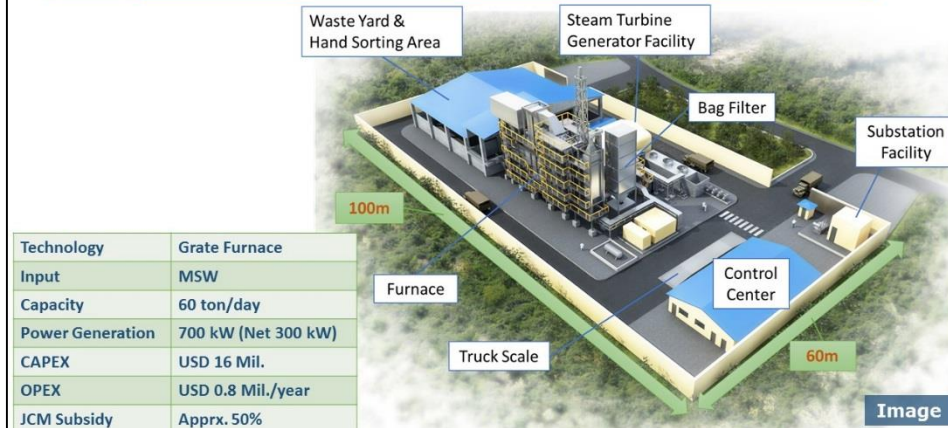 Waste Yard &
Hand Sorting Area
Steam Turbine
Generator Facility
Bag Filter
Substation
Facility
100m
Furnace
Control
Center
Truck Scale
60m
Technology Grate Furnace
Input MSW
Capacity 60 ton/day
Power Generation 700 kW (Net 300 kW)
CAPEX USD 16 Mil.
OPEX USD 0.8 Mil./year
JCM Subsidy Apprx. 50%
Image